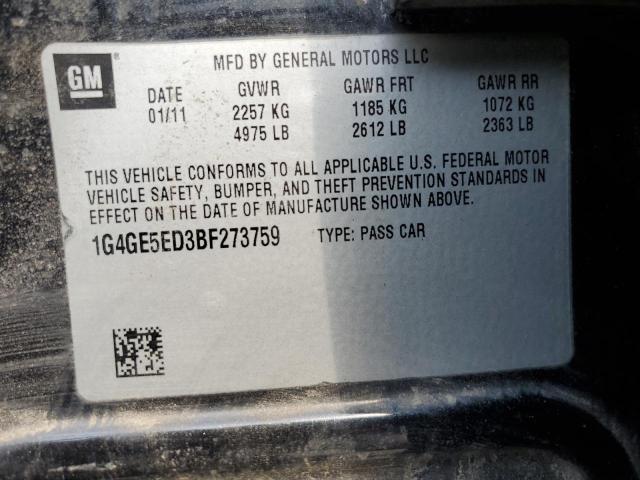 GM
MFD BY GENERAL MOTORS LLC
DATE GVWR GAWR FRT GAWR RR
01/11 2257 KG 1185 KG 1072 KG
4975 LB 2612 LB 2363 LB
THIS VEHICLE CONFORMS TO ALL APPLICABLE U.S. FEDERAL MOTOR
VEHICLE SAFETY, BUMPER, AND THEFT PREVENTION STANDARDS IN
EFFECT ON THE DATE OF MANUFACTURE SHOWN ABOVE.
1G4GE5ED3BF273759 TYPE: PASS CAR